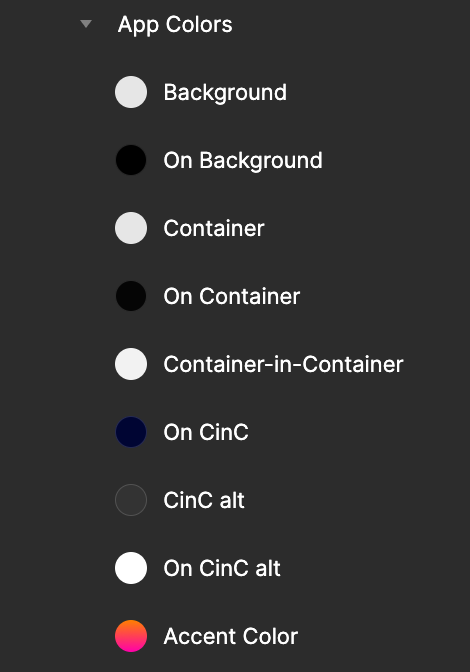 App Colors
Background
On Background
Container
On Container
Container-in-Container
On CinC
CinC alt
On CinC alt
Accent Color